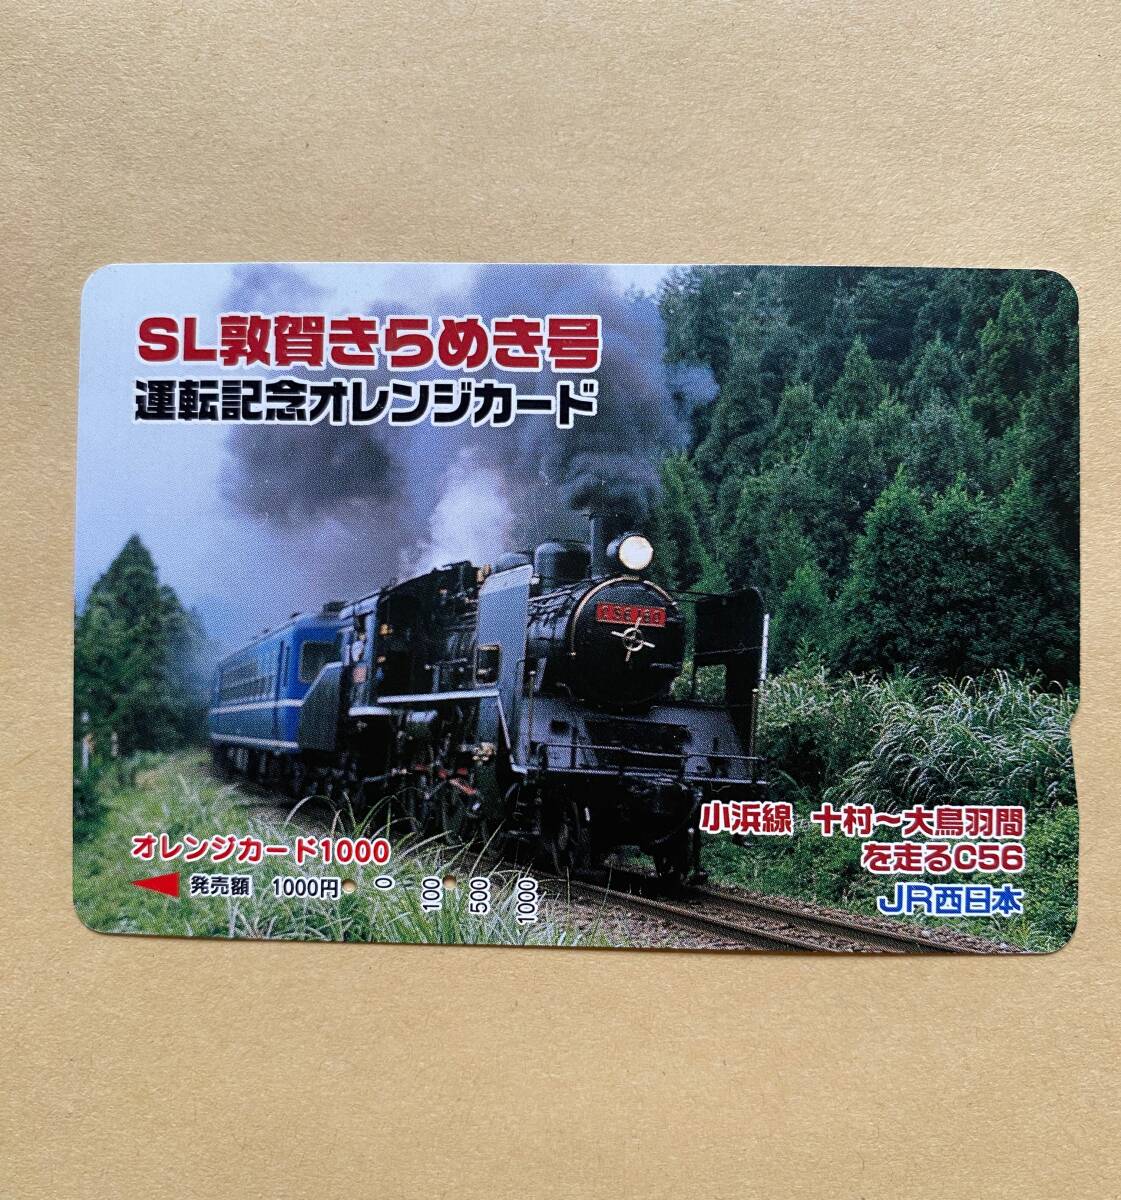 SL敦賀きらめき号
運転記念オレンジカード
C56 160
小浜線 十村～大鳥羽間
を走るC56
JR西日本
オレンジカード1000
発売額 1000円 0 100 500 1000